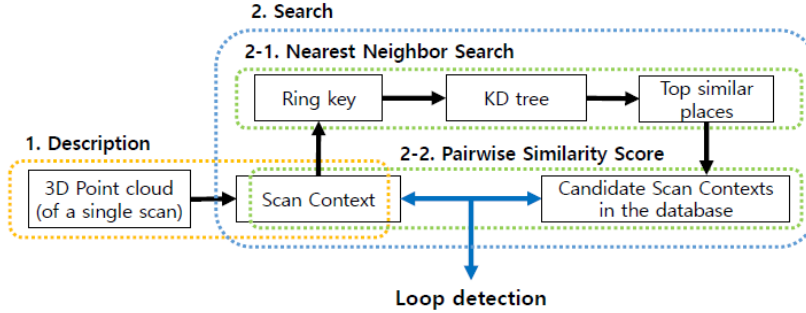 2. Search
2-1. Nearest Neighbor Search
Ring key
KD tree
Top similar
places
1. Description
2-2. Pairwise Similarity Score
3D Point cloud
(of a single scan)
Scan Context
Candidate Scan Contexts
in the database
Loop detection